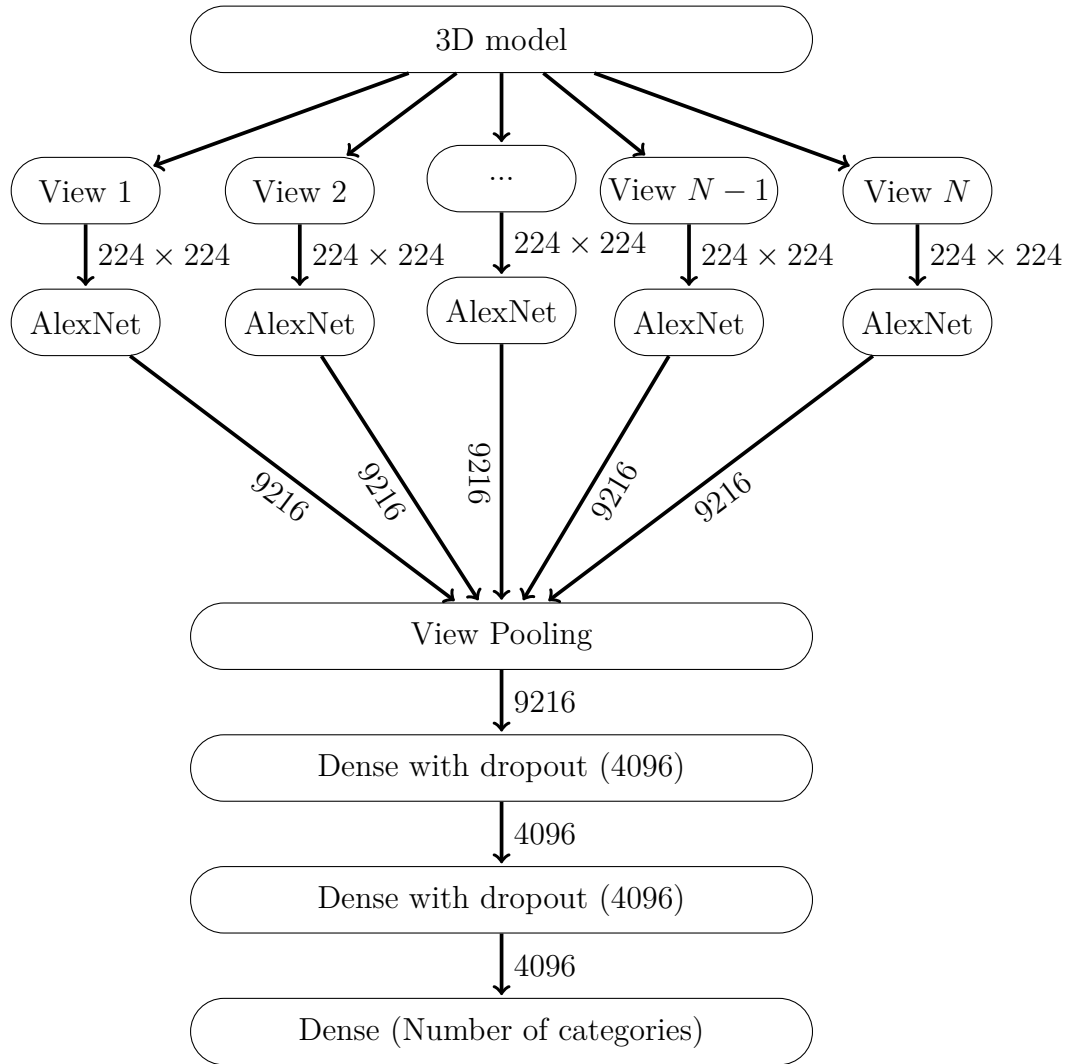 3D model
View 1
View 2
...
View N − 1
View N
224 × 224
224 × 224
224 × 224
224 × 224
224 × 224
AlexNet
AlexNet
AlexNet
AlexNet
AlexNet
9216
9216
9216
9216
9216
View Pooling
9216
Dense with dropout (4096)
4096
Dense with dropout (4096)
4096
Dense (Number of categories)